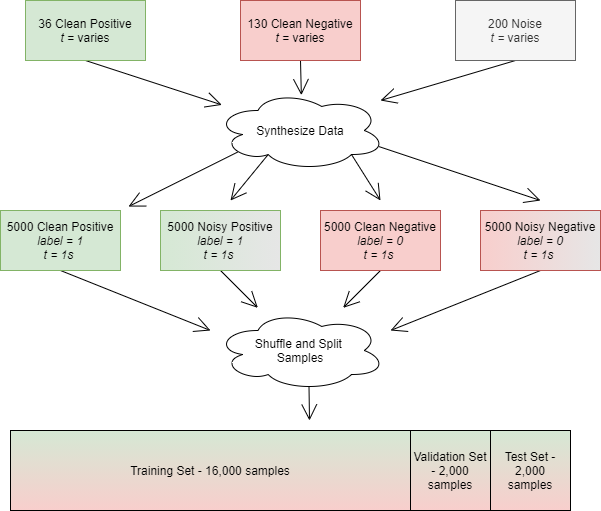 36 Clean Positive
t = varies
130 Clean Negative
t = varies
200 Noise
t = varies
Synthesize Data
5000 Clean Positive
label = 1
t = 1s
5000 Noisy Positive
label = 1
t = 1s
5000 Clean Negative
label = 0
t = 1s
5000 Noisy Negative
label = 0
t = 1s
Shuffle and Split
Samples
Training Set - 16,000 samples
Validation Set
- 2,000
samples
Test Set -
2,000
samples